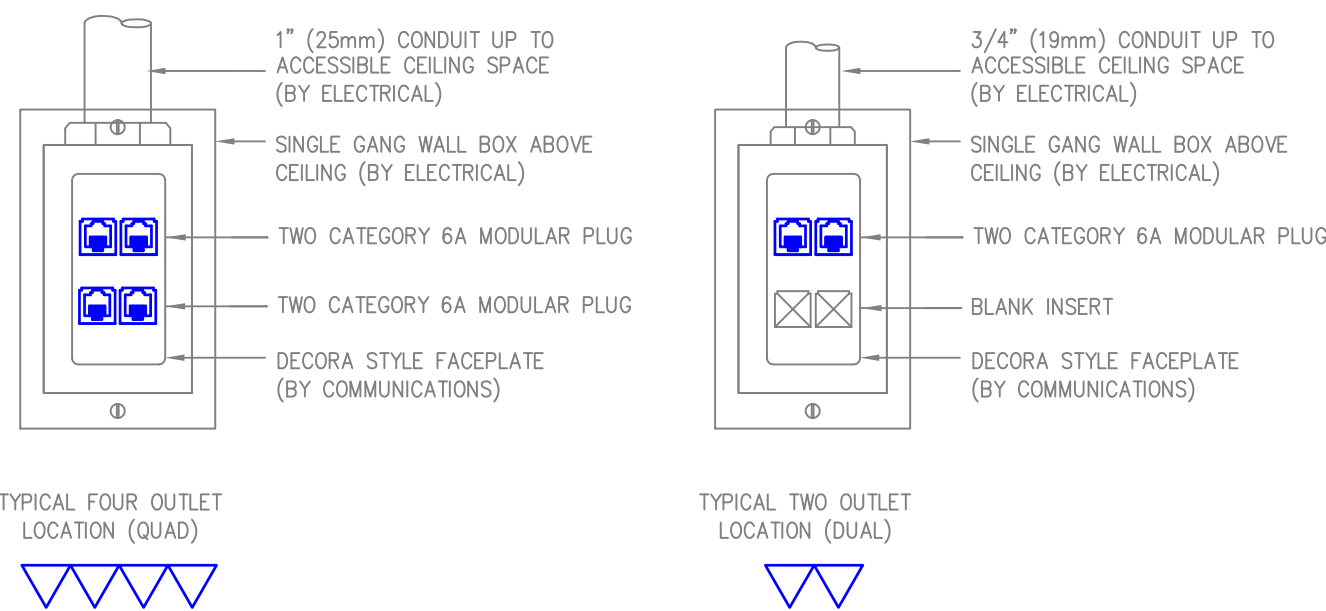 1” (25mm) CONDUIT UP TO
ACCESSIBLE CEILING SPACE
(BY ELECTRICAL)
SINGLE GANG WALL BOX ABOVE
CEILING (BY ELECTRICAL)
TWO CATEGORY 6A MODULAR PLUG
TWO CATEGORY 6A MODULAR PLUG
DECORA STYLE FACEPLATE
(BY COMMUNICATIONS)
TYPICAL FOUR OUTLET
LOCATION (QUAD)
3/4” (19mm) CONDUIT UP TO
ACCESSIBLE CEILING SPACE
(BY ELECTRICAL)
SINGLE GANG WALL BOX ABOVE
CEILING (BY ELECTRICAL)
TWO CATEGORY 6A MODULAR PLUG
BLANK INSERT
DECORA STYLE FACEPLATE
(BY COMMUNICATIONS)
TYPICAL TWO OUTLET
LOCATION (DUAL)